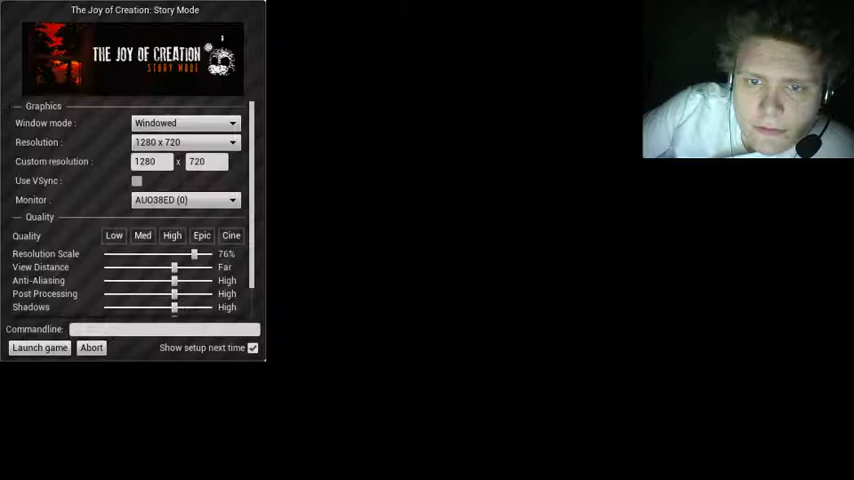 The Joy of Creation: Story Mode
THE JOY OF CREATION
STORY MODE
Graphics
Window mode : Windowed
Resolution : 1280 x 720
Custom resolution : 1280 x 720
Use VSync :
Monitor : AUO38ED (0)
Quality
Quality Low Med High Epic Cine
Resolution Scale 76%
View Distance Far
Anti-Aliasing High
Post Processing High
Shadows High
Commandline:
Launch game Abort Show setup next time